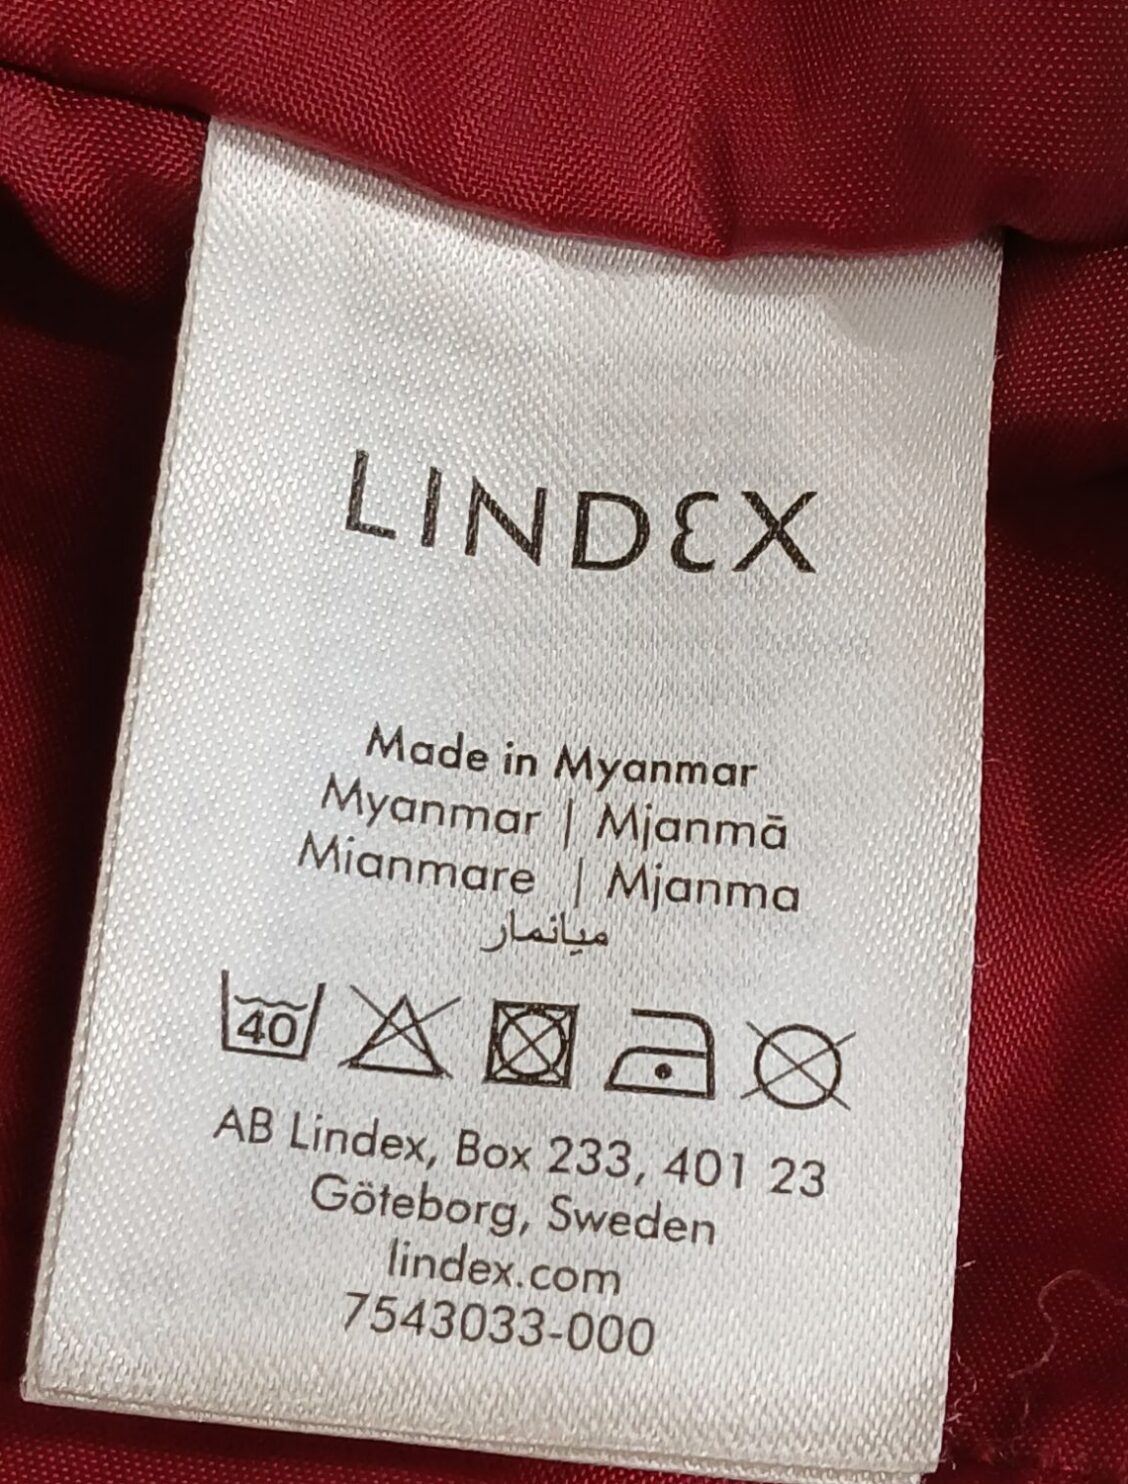 LINDEX
Made in Myanmar
Myanmar | Mjanmā
Mianmare | Mjanma
ميانمار
40
AB Lindex, Box 233, 401 23
Göteborg, Sweden
lindex.com
7543033-000